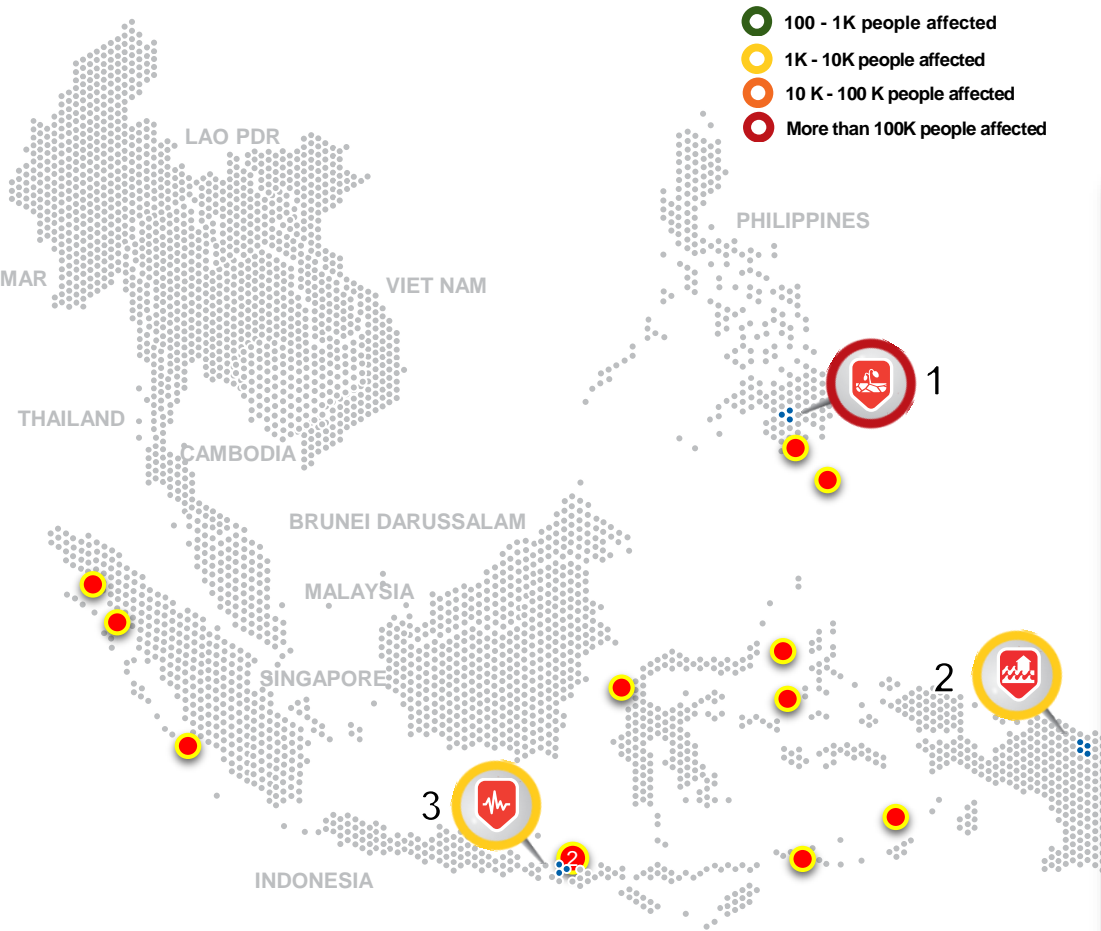 100 - 1K people affected
1K - 10K people affected
10 K - 100 K people affected
More than 100K people affected
LAO PDR
PHILIPPINES
MAR
VIET NAM
1
THAILAND
CAMBODIA
BRUNEI DARUSSALAM
MALAYSIA
2
SINGAPORE
3
2
INDONESIA